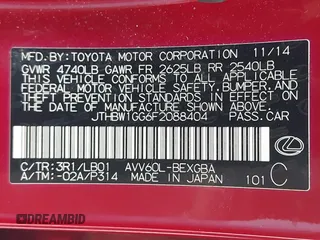 MFD. BY: TOYOTA MOTOR CORPORATION 11/14
GVWR 4740LB GAWR FR 2625LB RR 2540LB
THIS VEHICLE CONFORMS TO ALL APPLICABLE
FEDERAL MOTOR VEHICLE SAFETY, BUMPER, AND
THEFT PREVENTION STANDARDS IN EFFECT ON THE
DATE OF MANUFACTURE SHOWN ABOVE.
JTHBW1GG6F2088404 PASS.CAR
C/TR:3R1/LB01 AVV60L-BEXGBA
A/TM:-02A/P314 MADE IN JAPAN 101 C
DREAMBID